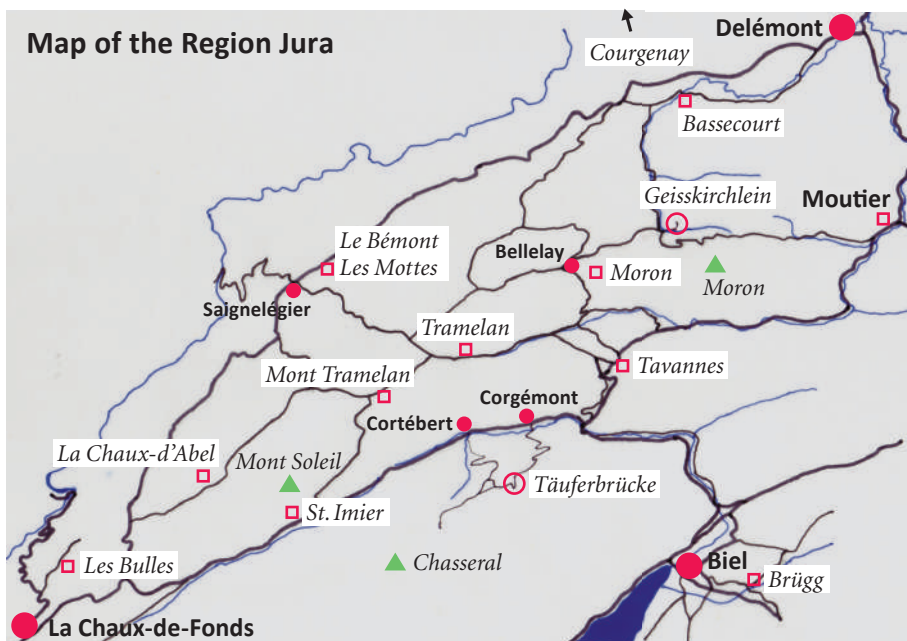 Map of the Region Jura
Delémont
Courgenay
Bassecourt
Geisskirchlein
Moutier
Le Bémont
Les Mottes
Bellelay
Moron
Moron
Saignelégier
Tramelan
Tavannes
Mont Tramelan
Corgémont
Cortébert
La Chaux-d'Abel
Mont Soleil
Täuferbrücke
St. Imier
Les Bulles
Chasseral
Biel
Brügg
La Chaux-de-Fonds